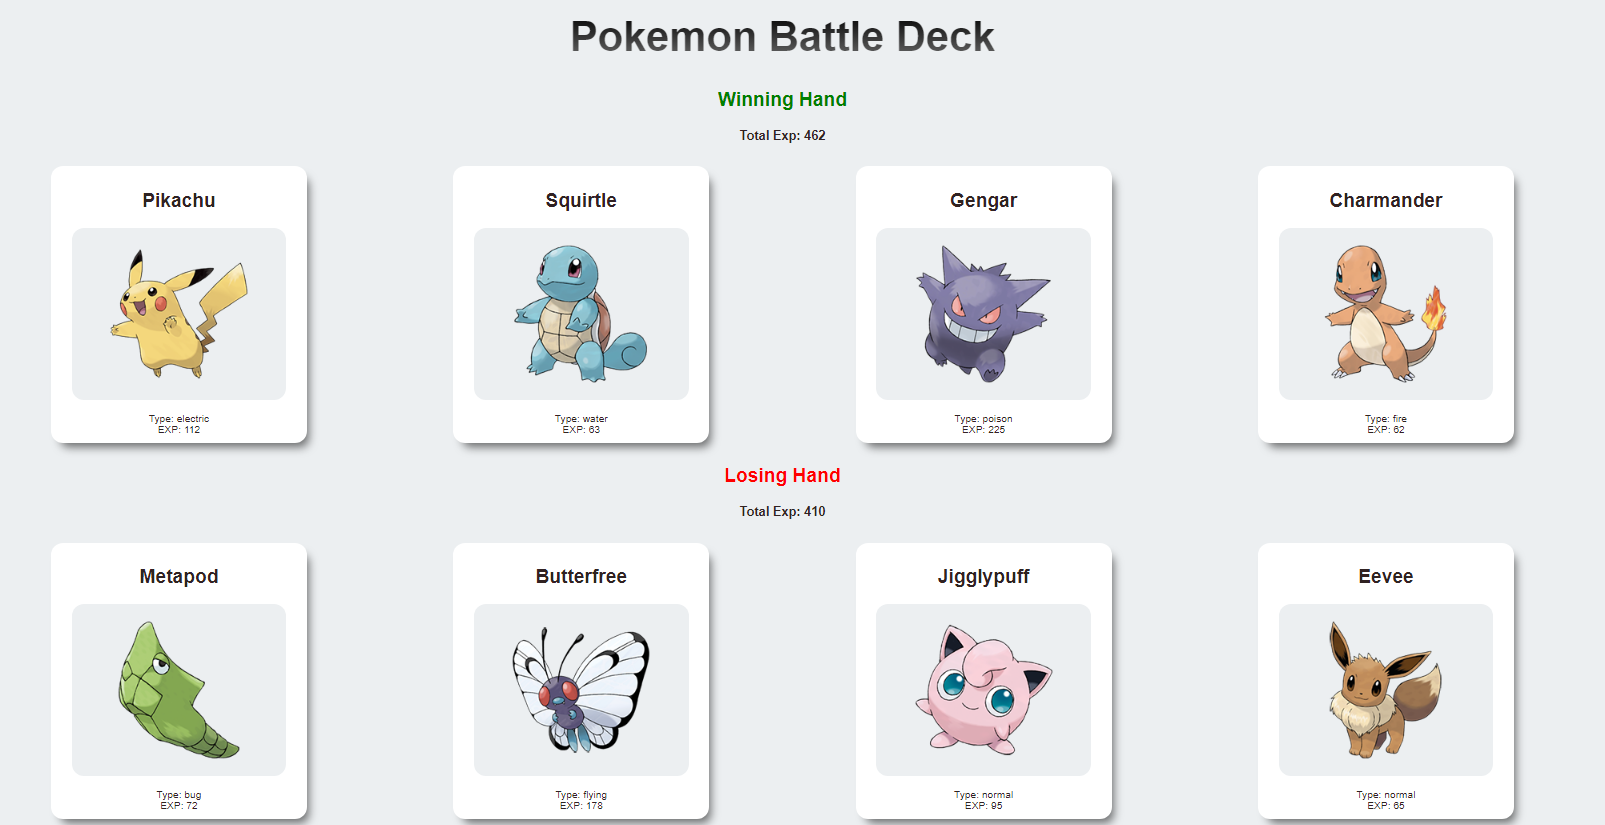 Pokemon Battle Deck
Winning Hand
Total Exp: 462
Pikachu
Type: electric
EXP: 112
Squirtle
Type: water
EXP: 63
Gengar
Type: poison
EXP: 225
Charmander
Type: fire
EXP: 62
Losing Hand
Total Exp: 410
Metapod
Type: bug
EXP: 72
Butterfree
Type: flying
EXP: 178
Jigglypuff
Type: normal
EXP: 95
Eevee
Type: normal
EXP: 65